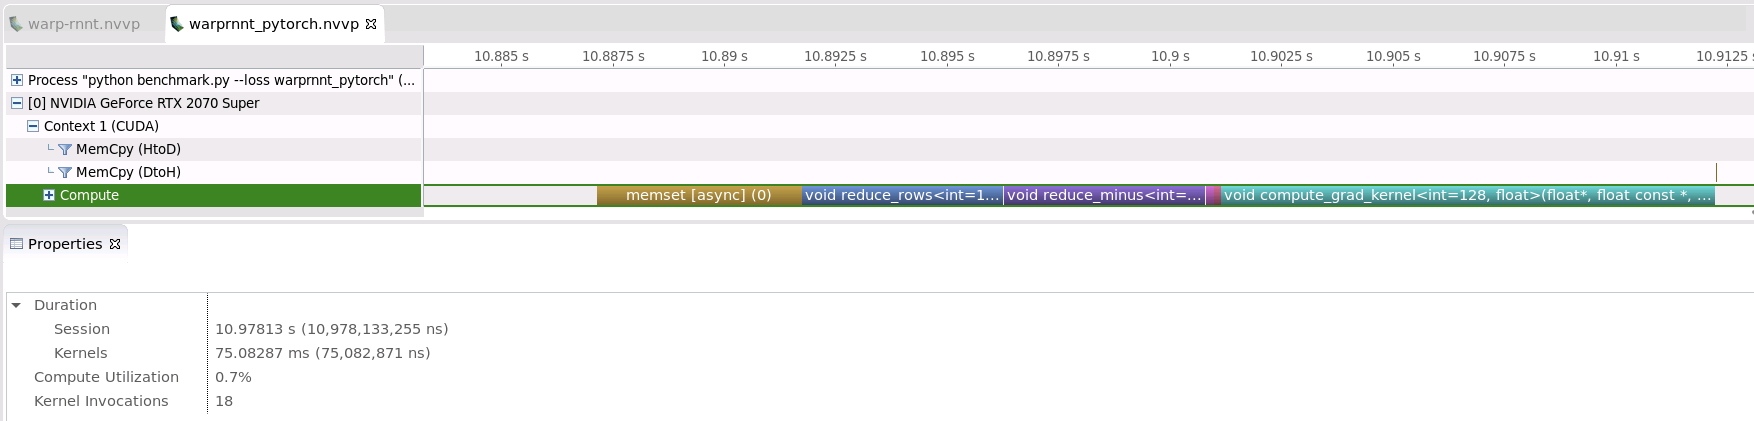 warp-rnnt.nvvp warprnnt_pytorch.nvvp
10.885 s 10.8875 s 10.89 s 10.8925 s 10.895 s 10.8975 s 10.9 s 10.9025 s 10.905 s 10.9075 s 10.91 s 10.9125 s
Process "python benchmark.py --loss warprnnt_pytorch" (...
[0] NVIDIA GeForce RTX 2070 Super
Context 1 (CUDA)
MemCpy (HtoD)
MemCpy (DtoH)
Compute memset [async] (0) void reduce_rows<int=1... void reduce_minus<int=... void compute_grad_kernel<int=128, float>(float*, float const *, ...
Properties
Duration
Session 10.97813 s (10,978,133,255 ns)
Kernels 75.08287 ms (75,082,871 ns)
Compute Utilization 0.7%
Kernel Invocations 18